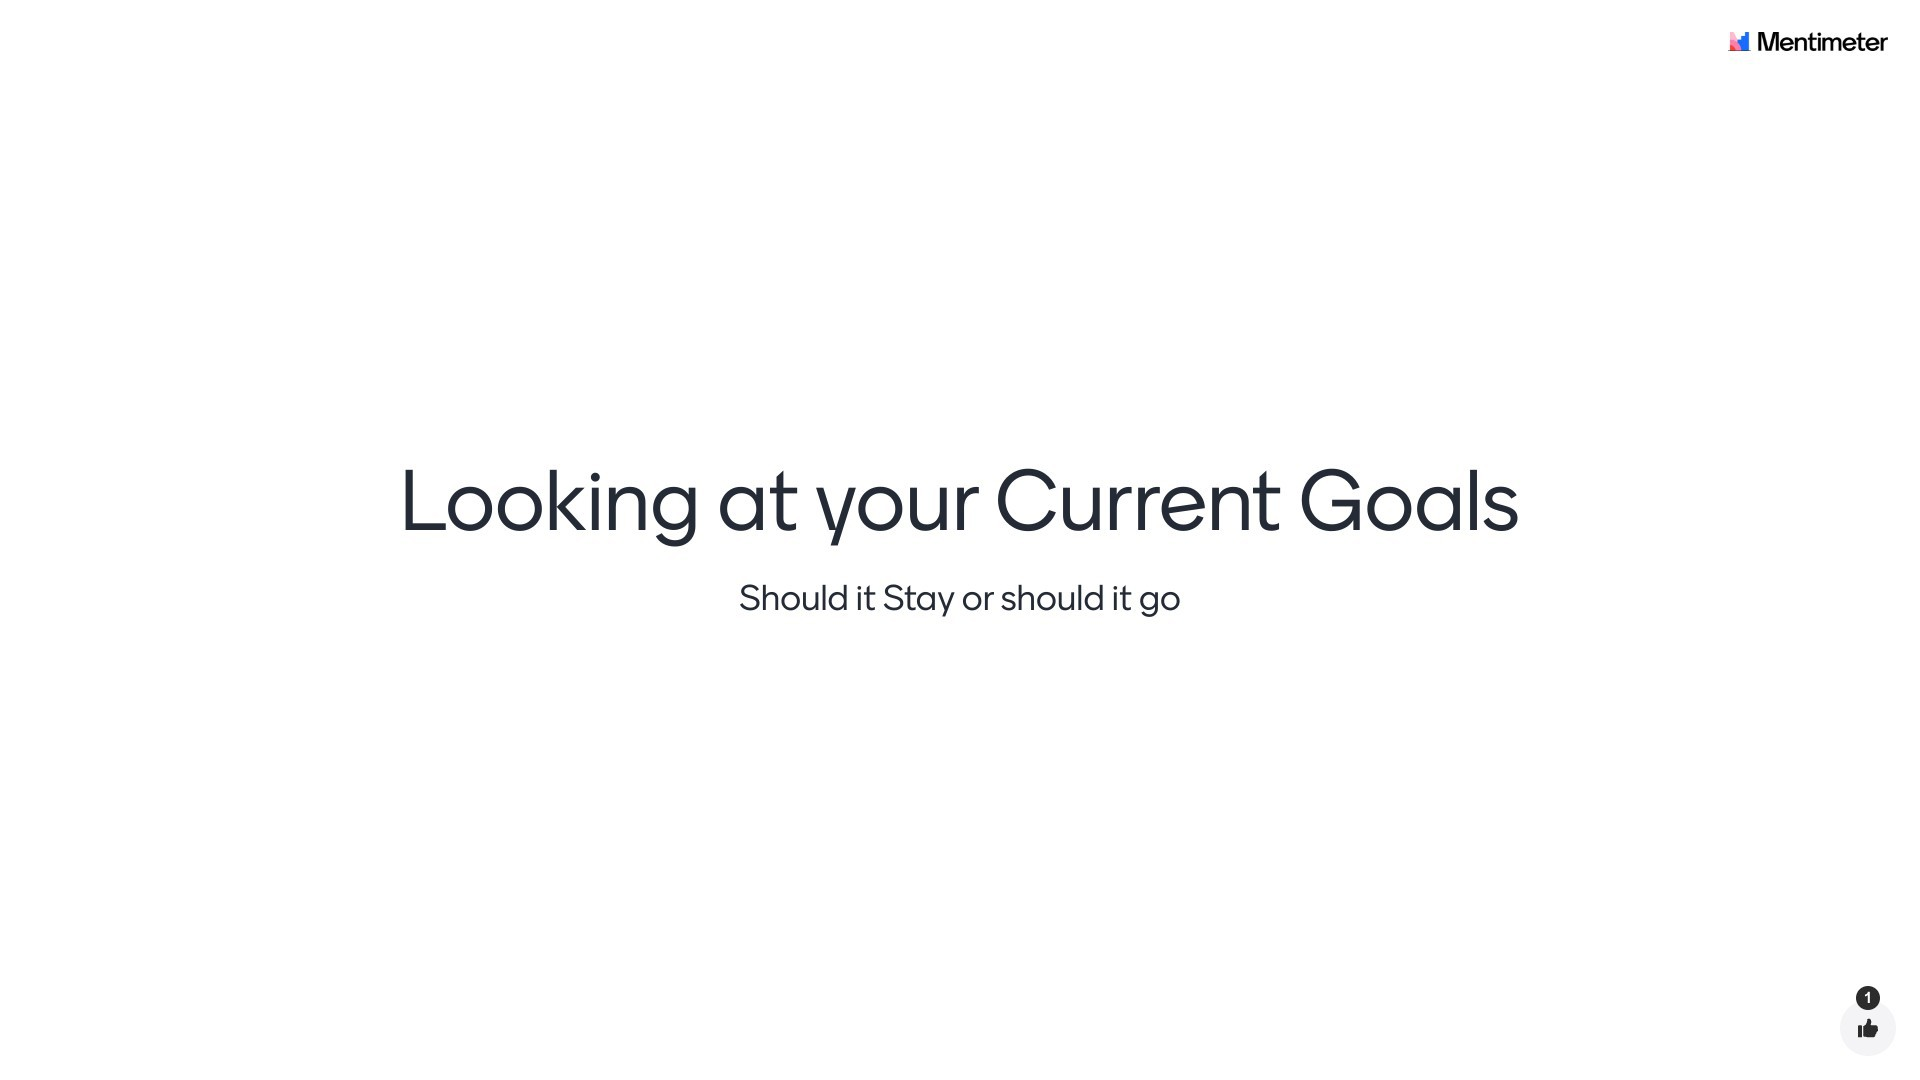 Mentimeter
Looking at your Current Goals
Should it Stay or should it go
1